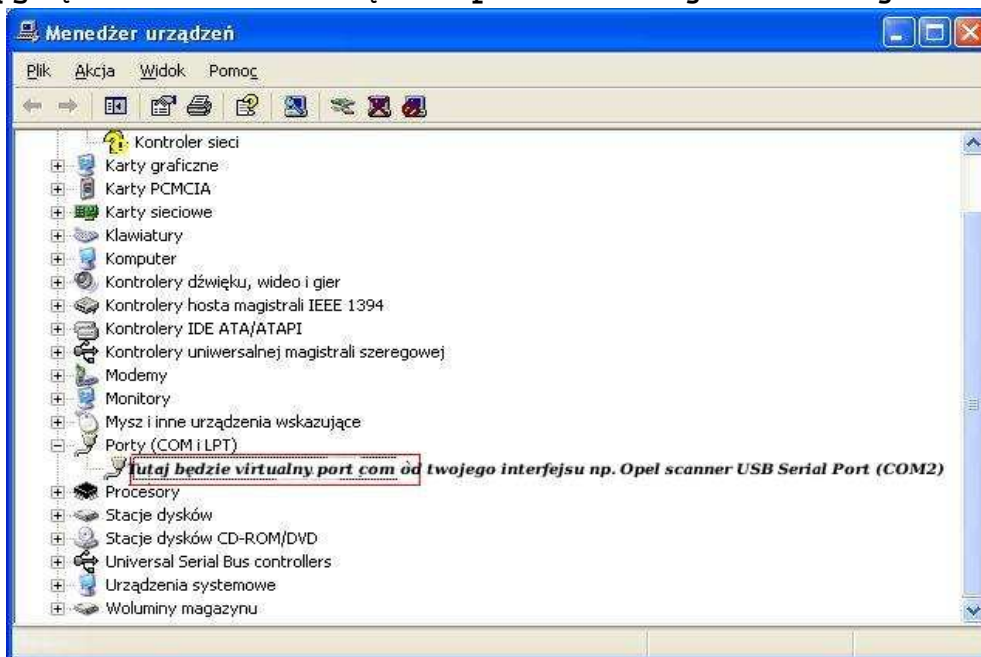 Menedżer urządzeń
Plik Akcja Widok Pomoc
Kontroler sieci
Karty graficzne
Karty PCMCIA
Karty sieciowe
Klawiatury
Komputer
Kontrolery dźwięku, wideo i gier
Kontrolery hosta magistrali IEEE 1394
Kontrolery IDE ATA/ATAPI
Kontrolery uniwersalnej magistrali szeregowej
Modemy
Monitory
Mysz i inne urządzenia wskazujące
Porty (COM i LPT)
Tutaj będzie virtualny port com od twojego interfejsu np. Opel scanner USB Serial Port (COM2)
Procesory
Stacje dysków
Stacje dysków CD-ROM/DVD
Universal Serial Bus controllers
Urządzenia systemowe
Woluminy magazynu